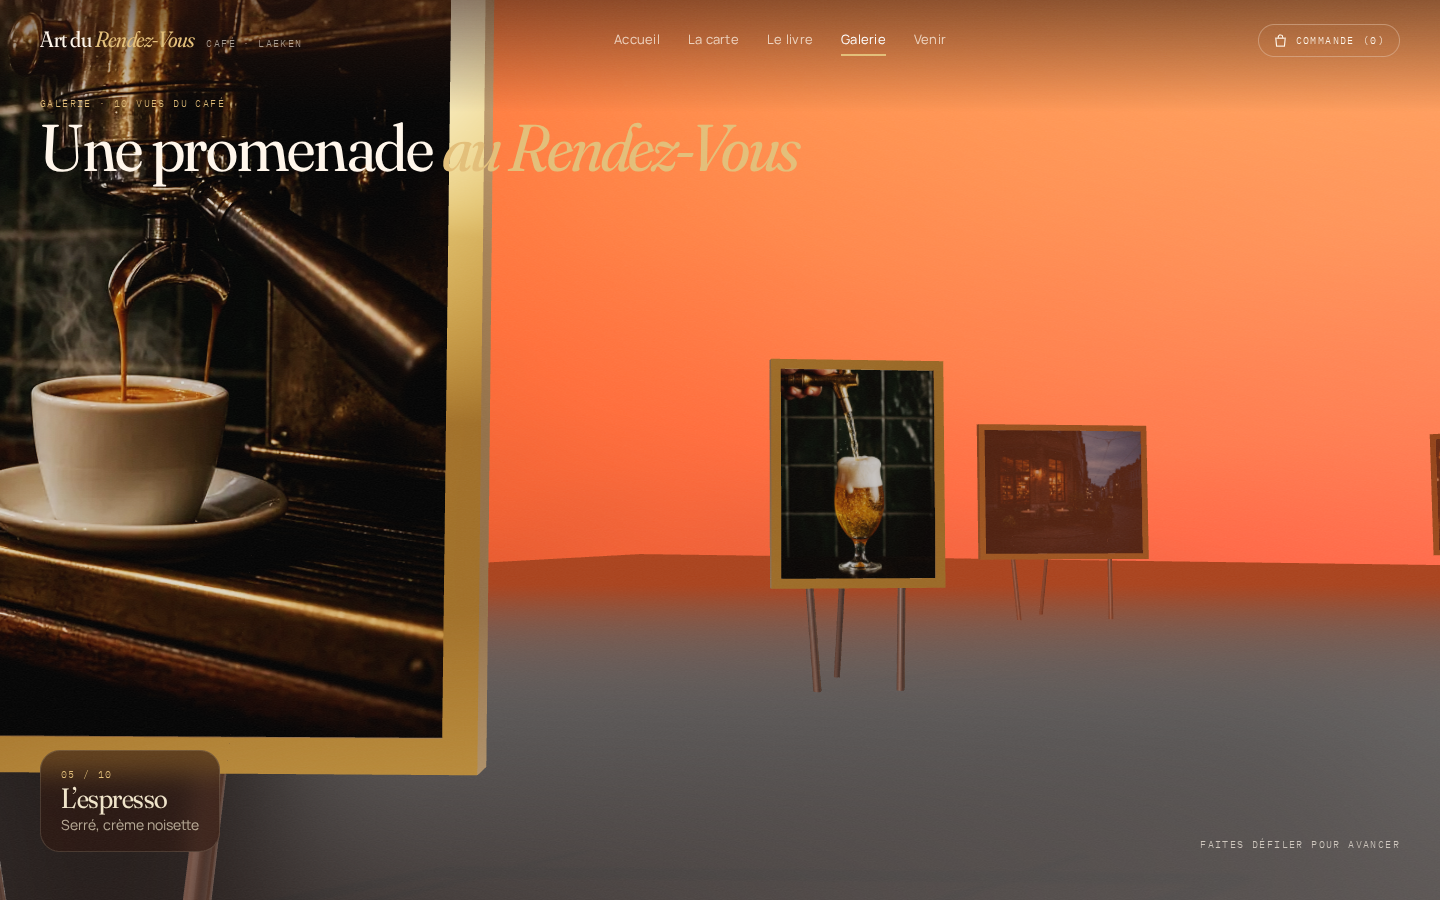 Art du Rendez-Vous CAFÉ · LAEKEN
Accueil La carte Le livre Galerie Venir
COMMANDE (0)
GALERIE · 10 VUES DU CAFÉ
Une promenade au Rendez-Vous
05 / 10
L’espresso
Serré, crème noisette
FAITES DÉFILER POUR AVANCER